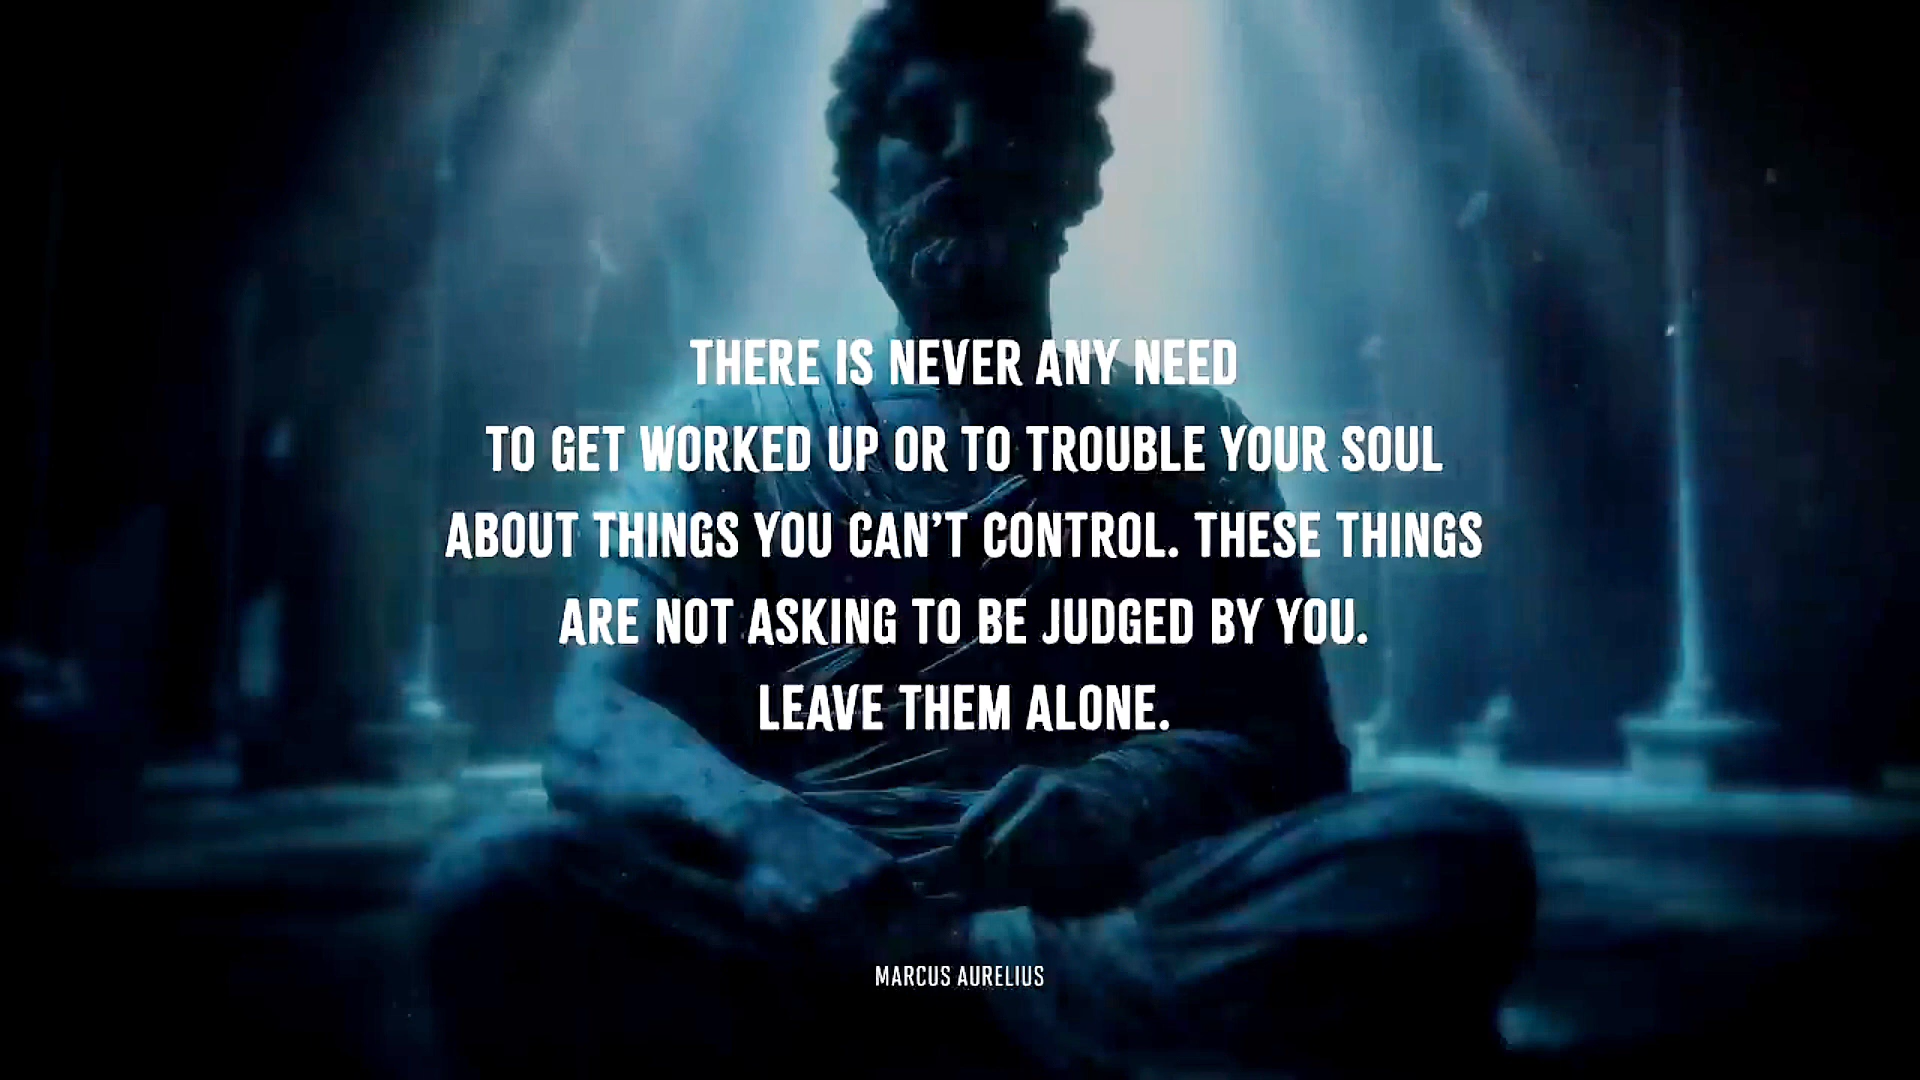 THERE IS NEVER ANY NEED
TO GET WORKED UP OR TO TROUBLE YOUR SOUL
ABOUT THINGS YOU CAN'T CONTROL. THESE THINGS
ARE NOT ASKING TO BE JUDGED BY YOU.
LEAVE THEM ALONE.
MARCUS AURELIUS